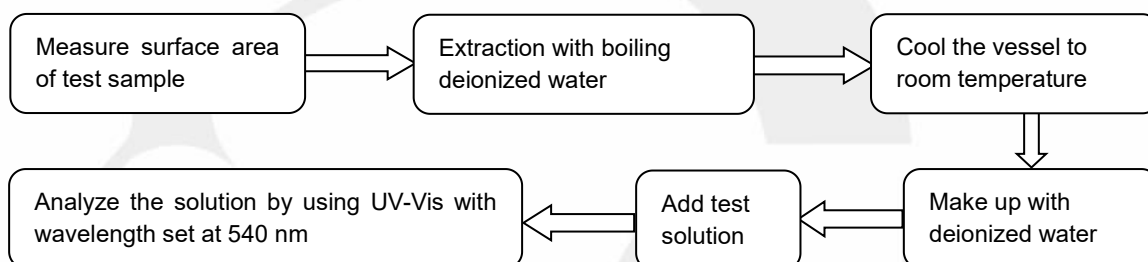 Measure surface area
of test sample
Extraction with boiling
deionized water
Cool the vessel to
room temperature
Make up with
deionized water
Add test
solution
Analyze the solution by using UV-Vis with
wavelength set at 540 nm